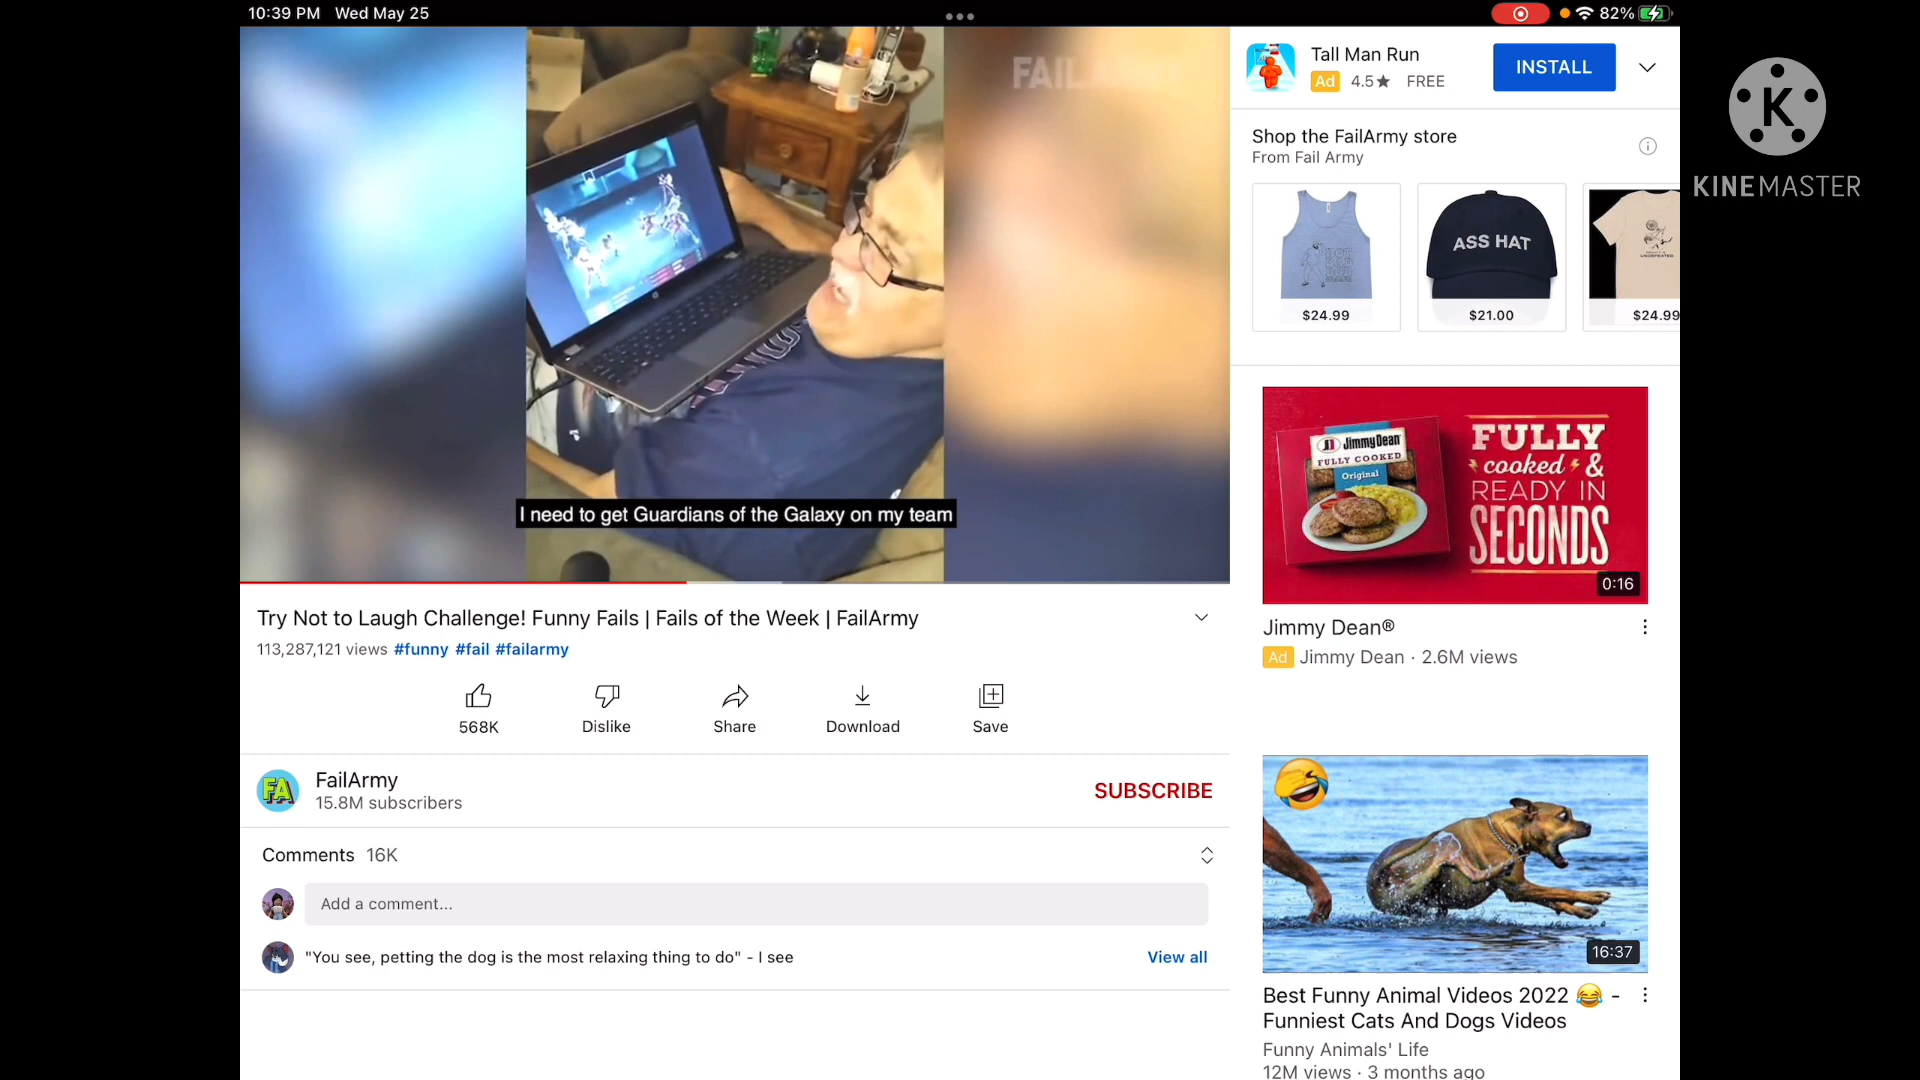 10:39 PM Wed May 25
82%
FAILARMY
I need to get Guardians of the Galaxy on my team
Try Not to Laugh Challenge! Funny Fails | Fails of the Week | FailArmy
113,287,121 views #funny #fail #failarmy
568K
Dislike
Share
Download
Save
FA
FailArmy
15.8M subscribers
SUBSCRIBE
Comments 16K
Add a comment...
"You see, petting the dog is the most relaxing thing to do" - I see
View all
Tall Man Run
Ad 4.5★ FREE
INSTALL
Shop the FailArmy store
From Fail Army
$24.99
ASS HAT
$21.00
UNDEFEATED
$24.99
Jimmy Dean
FULLY COOKED
Original
FULLY
cooked &
READY IN
SECONDS
0:16
Jimmy Dean®
Ad Jimmy Dean · 2.6M views
16:37
Best Funny Animal Videos 2022 😂 -
Funniest Cats And Dogs Videos
Funny Animals' Life
12M views · 3 months ago
K
KINEMASTER